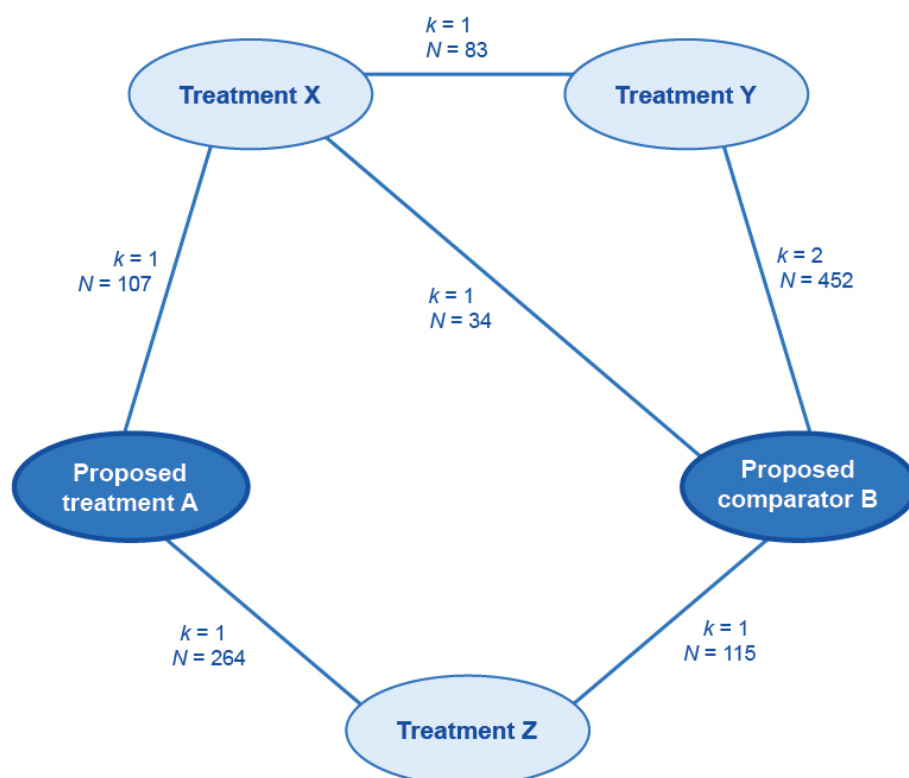 k = 1
N = 83
Treatment X
Treatment Y
k = 1
N = 107
k = 2
N = 452
k = 1
N = 34
Proposed
treatment A
Proposed
comparator B
k = 1
N = 264
k = 1
N = 115
Treatment Z